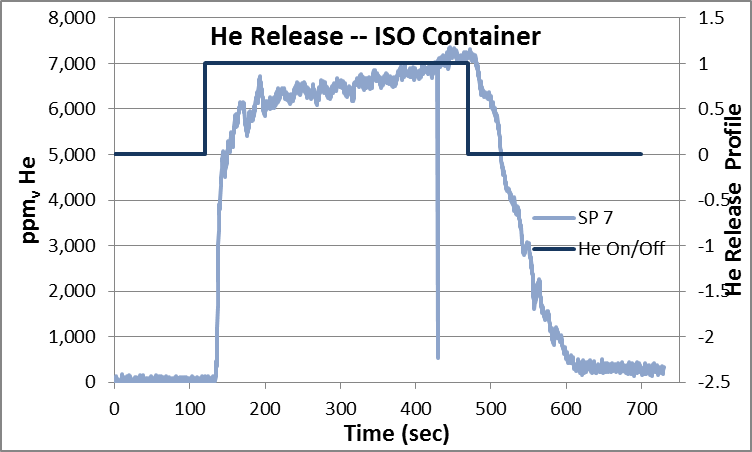 He Release -- ISO Container
8,000
7,000
6,000
5,000
4,000
3,000
2,000
1,000
0
ppmv He
1.5
1
0.5
0
-0.5
-1
-1.5
-2
-2.5
He Release Profile
SP 7
He On/Off
0 100 200 300 400 500 600 700
Time (sec)